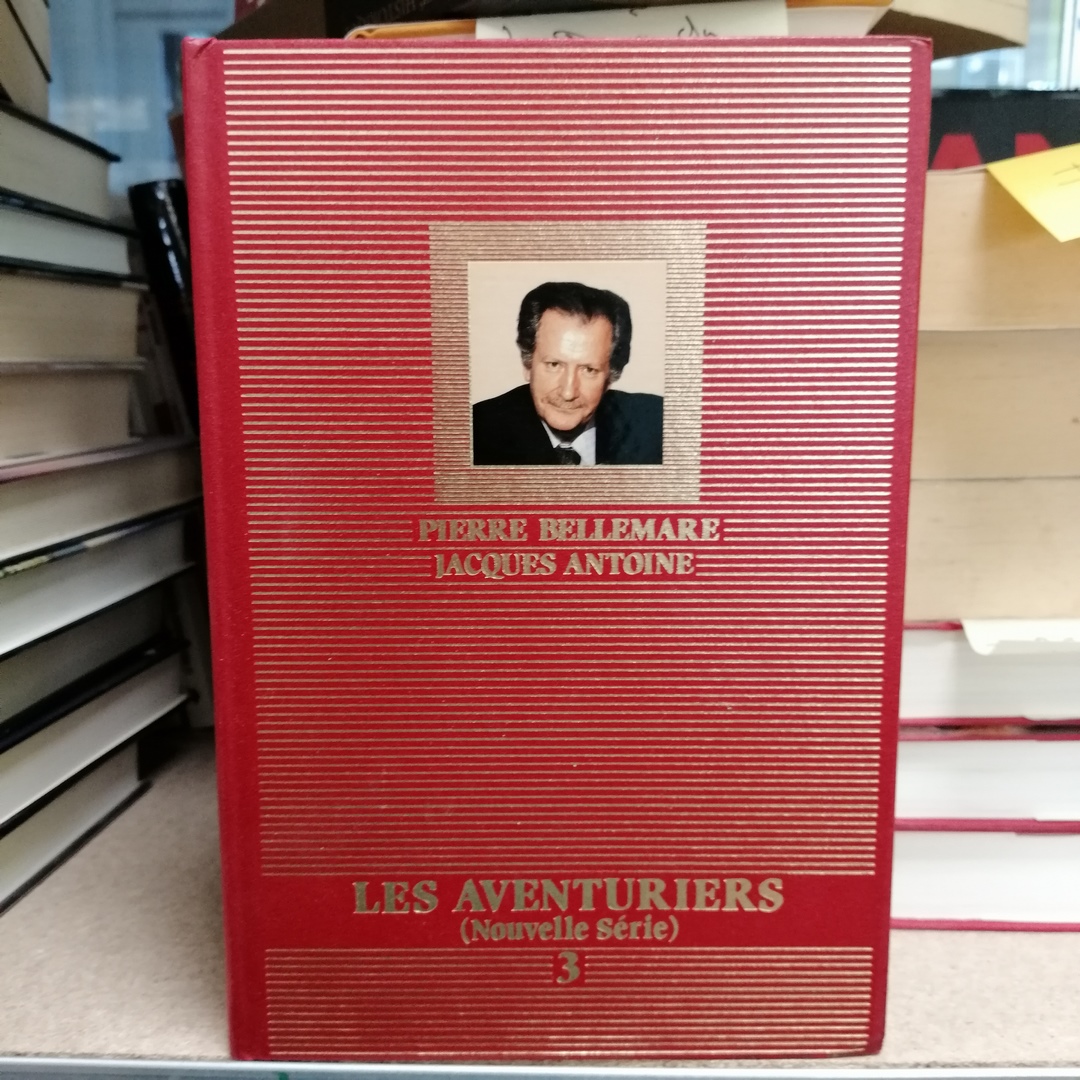 PIERRE BELLEMARE
JACQUES ANTOINE
LES AVENTURIERS
(Nouvelle Série)
3